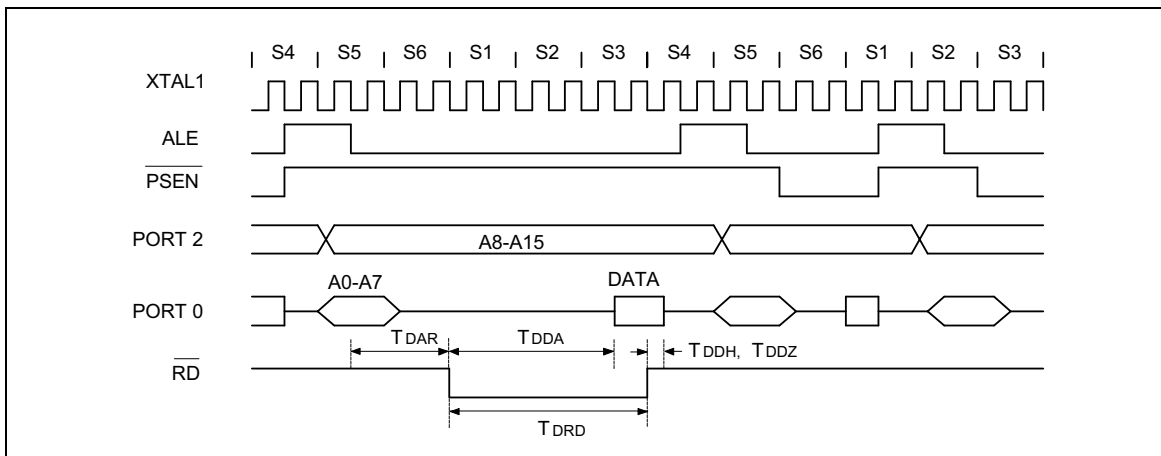 S4 S5 S6 S1 S2 S3 S4 S5 S6 S1 S2 S3
XTAL1
ALE
PSEN
PORT 2
A8-A15
A0-A7
DATA
PORT 0
TDAR
TDDA
TDDH, TDDZ
RD
TDRD